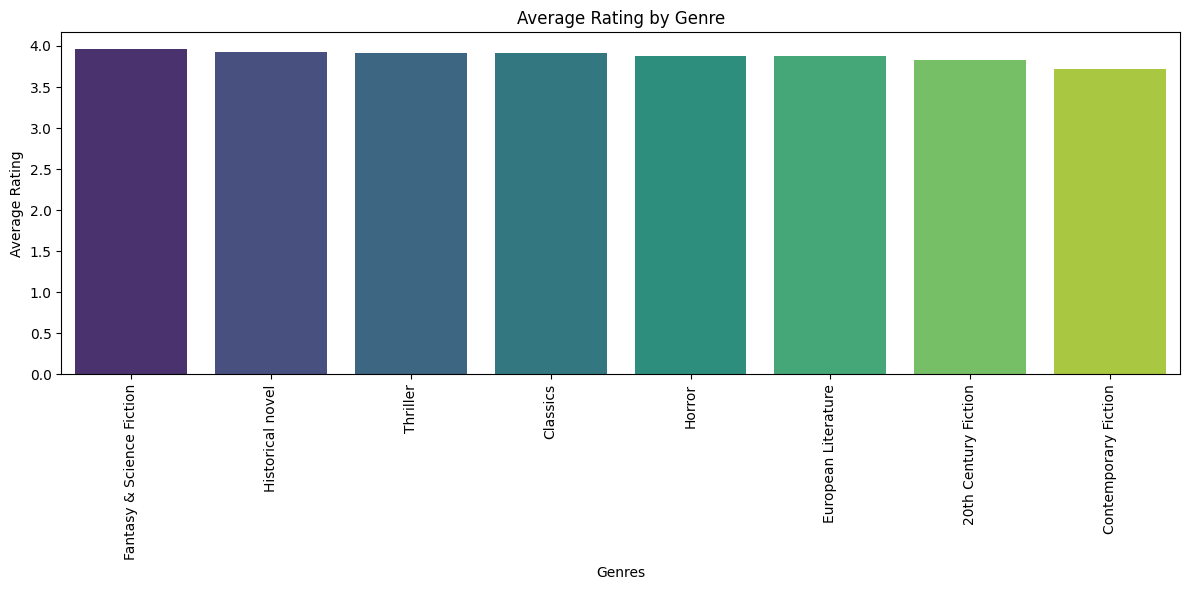 Average Rating by Genre
Average Rating
4.0
3.5
3.0
2.5
2.0
1.5
1.0
0.5
0.0
Fantasy & Science Fiction
Historical novel
Thriller
Classics
Horror
European Literature
20th Century Fiction
Contemporary Fiction
Genres